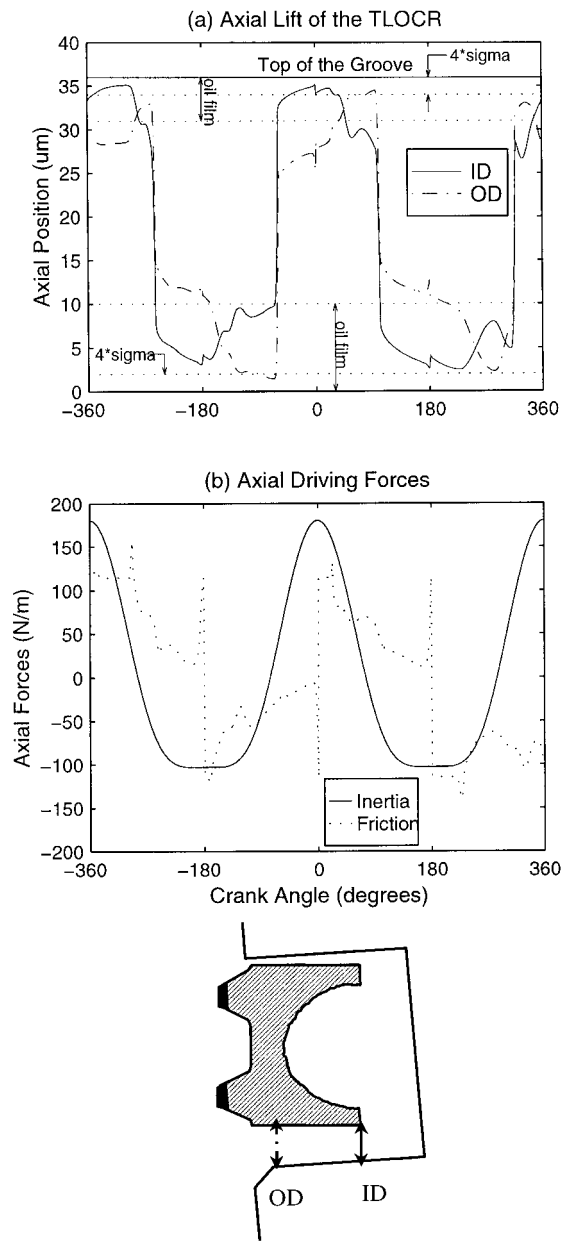 (a) Axial Lift of the TLOCR
40
35
30
25
20
15
10
5
0
Axial Position (um)
Top of the Groove
4*sigma
oil film
ID
OD
4*sigma
oil film
−360
−180
0
180
360
(b) Axial Driving Forces
200
150
100
50
0
−50
−100
−150
−200
Axial Forces (N/m)
Inertia
Friction
−360
−180
0
180
360
Crank Angle (degrees)
OD
ID